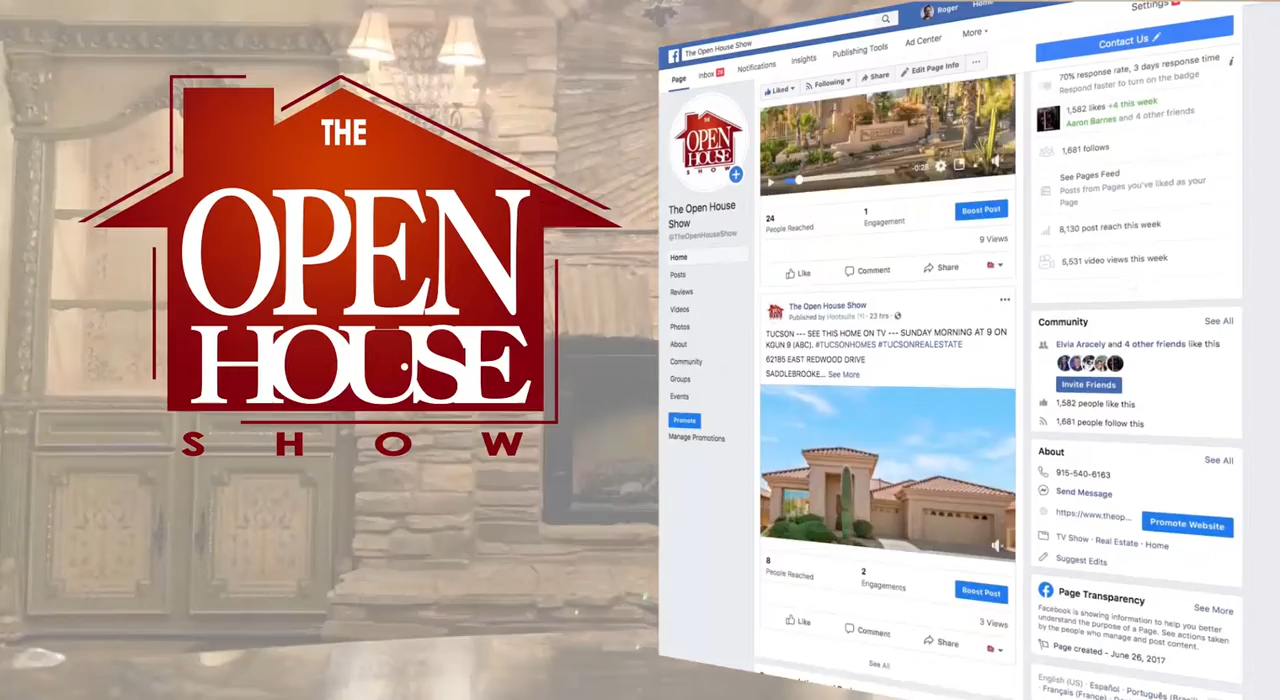 THE
OPEN
HOUSE
SHOW
The Open House Show
Roger
Home
Settings
Page
Inbox 28
Notifications
Insights
Publishing Tools
Ad Center
More
Liked
Following
Share
Edit Page Info
THE
OPEN
HOUSE
SHOW
The Open House
Show
@TheOpenHouseShow
Home
Posts
Reviews
Videos
Photos
About
Community
Groups
Events
Promote
Manage Promotions
-0:28
24
People Reached
1
Engagement
Boost Post
9 Views
Like
Comment
Share
The Open House Show
Published by Hootsuite [?] · 23 hrs ·
TUCSON --- SEE THIS HOME ON TV --- SUNDAY MORNING AT 9 ON
KGUN 9 (ABC). #TUCSONHOMES #TUCSONREALESTATE
62185 EAST REDWOOD DRIVE
SADDLEBROOKE... See More
8
People Reached
2
Engagements
Boost Post
3 Views
Like
Comment
Share
See All
Contact Us
70% response rate, 3 days response time
Respond faster to turn on the badge
1,582 likes +4 this week
Aaron Barnes and 4 other friends
1,681 follows
See Pages Feed
Posts from Pages you've liked as your
Page
8,130 post reach this week
5,531 video views this week
Community
See All
Elvia Aracely and 4 other friends like this
Invite Friends
1,582 people like this
1,681 people follow this
About
See All
915-540-6163
Send Message
https://www.theop...
Promote Website
TV Show · Real Estate · Home
Suggest Edits
Page Transparency
See More
Facebook is showing information to help you better
understand the purpose of a Page. See actions taken
by the people who manage and post content.
Page created - June 26, 2017
English (US) · Español · Português (Brasil) ·
Français (France) ·